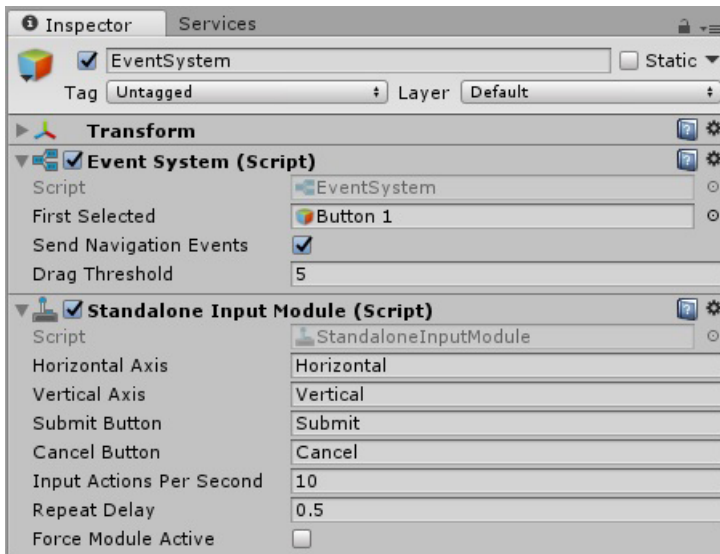 Inspector Services
EventSystem Static
Tag Untagged Layer Default
Transform
Event System (Script)
Script EventSystem
First Selected Button 1
Send Navigation Events
Drag Threshold 5
Standalone Input Module (Script)
Script StandaloneInputModule
Horizontal Axis Horizontal
Vertical Axis Vertical
Submit Button Submit
Cancel Button Cancel
Input Actions Per Second 10
Repeat Delay 0.5
Force Module Active